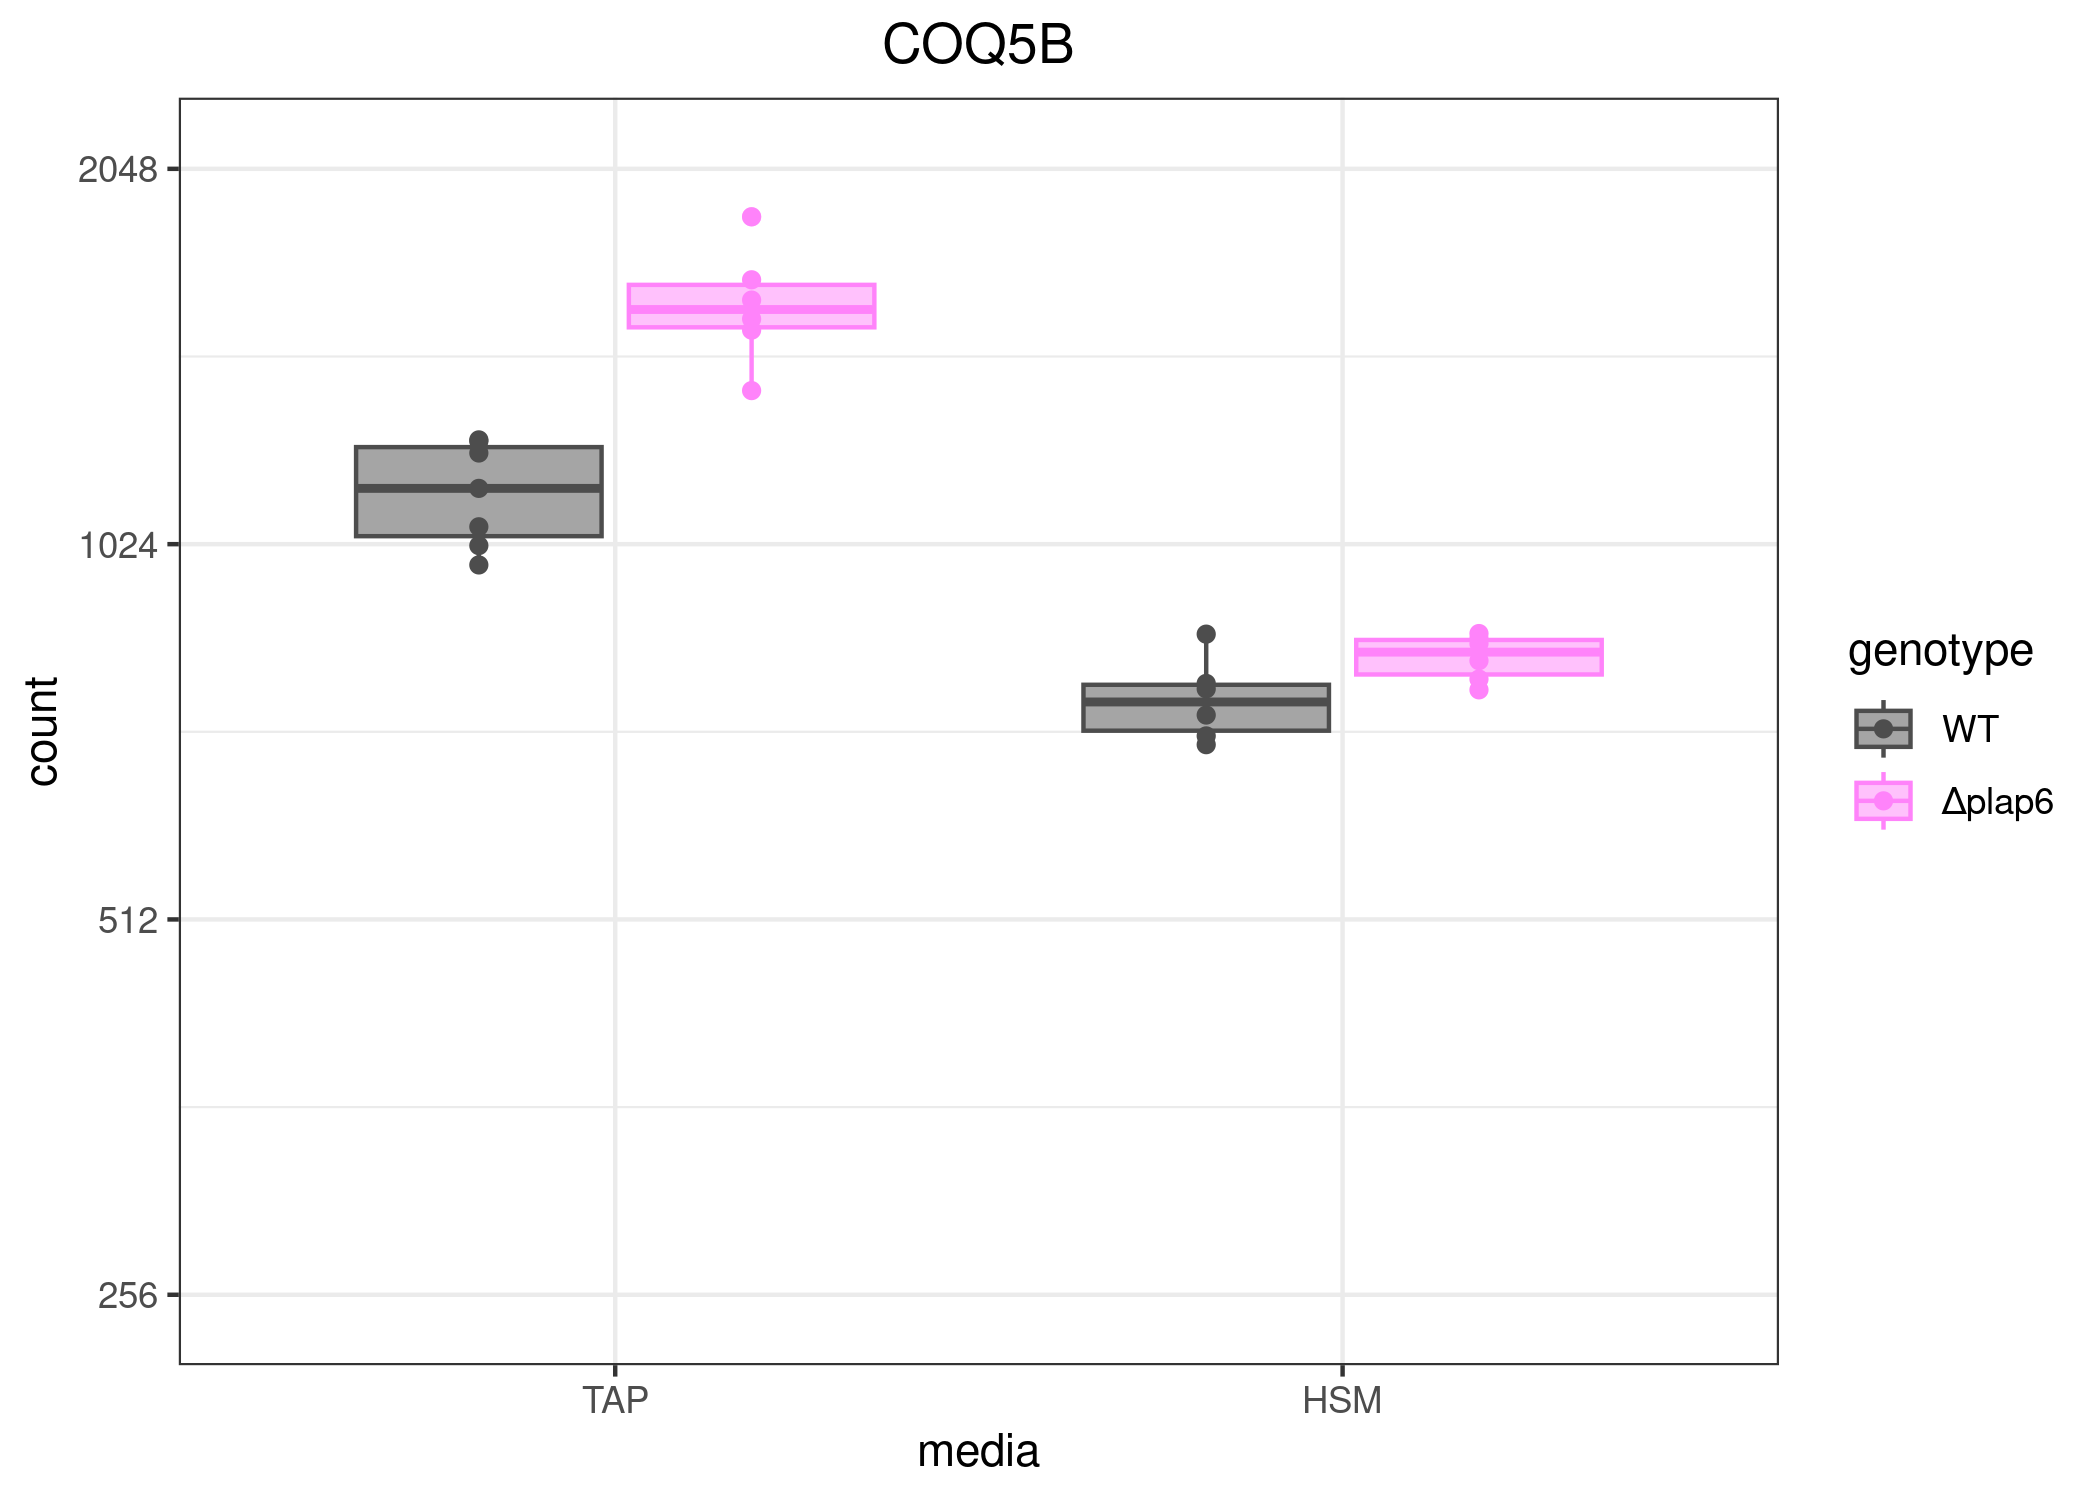 COQ5B
2048
1024
512
256
count
TAP
HSM
media
genotype
WT
Δplap6